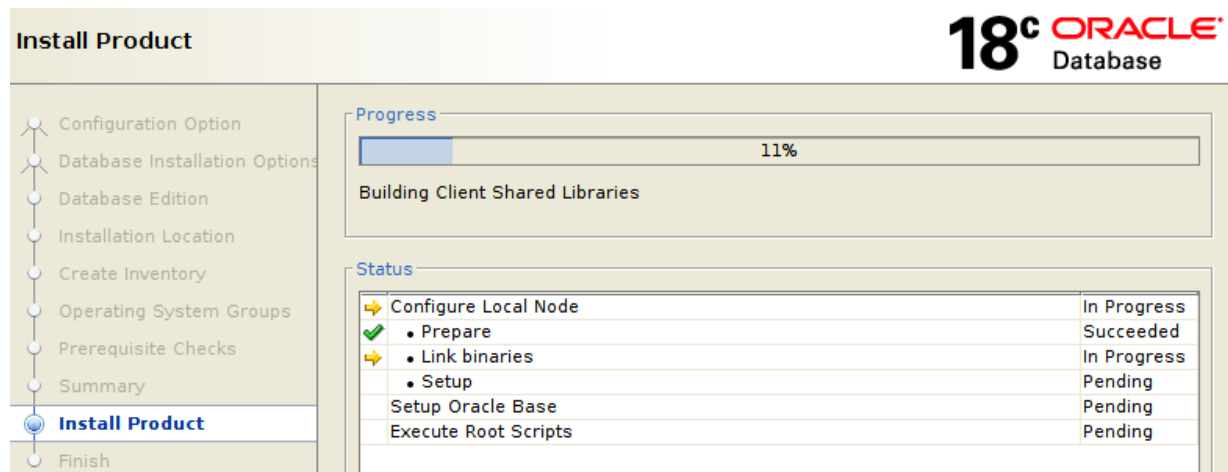 Install Product
18c ORACLE
Database
Configuration Option
Database Installation Options
Database Edition
Installation Location
Create Inventory
Operating System Groups
Prerequisite Checks
Summary
Install Product
Finish
Progress
11%
Building Client Shared Libraries
Status
Configure Local Node In Progress
• Prepare Succeeded
• Link binaries In Progress
• Setup Pending
Setup Oracle Base Pending
Execute Root Scripts Pending